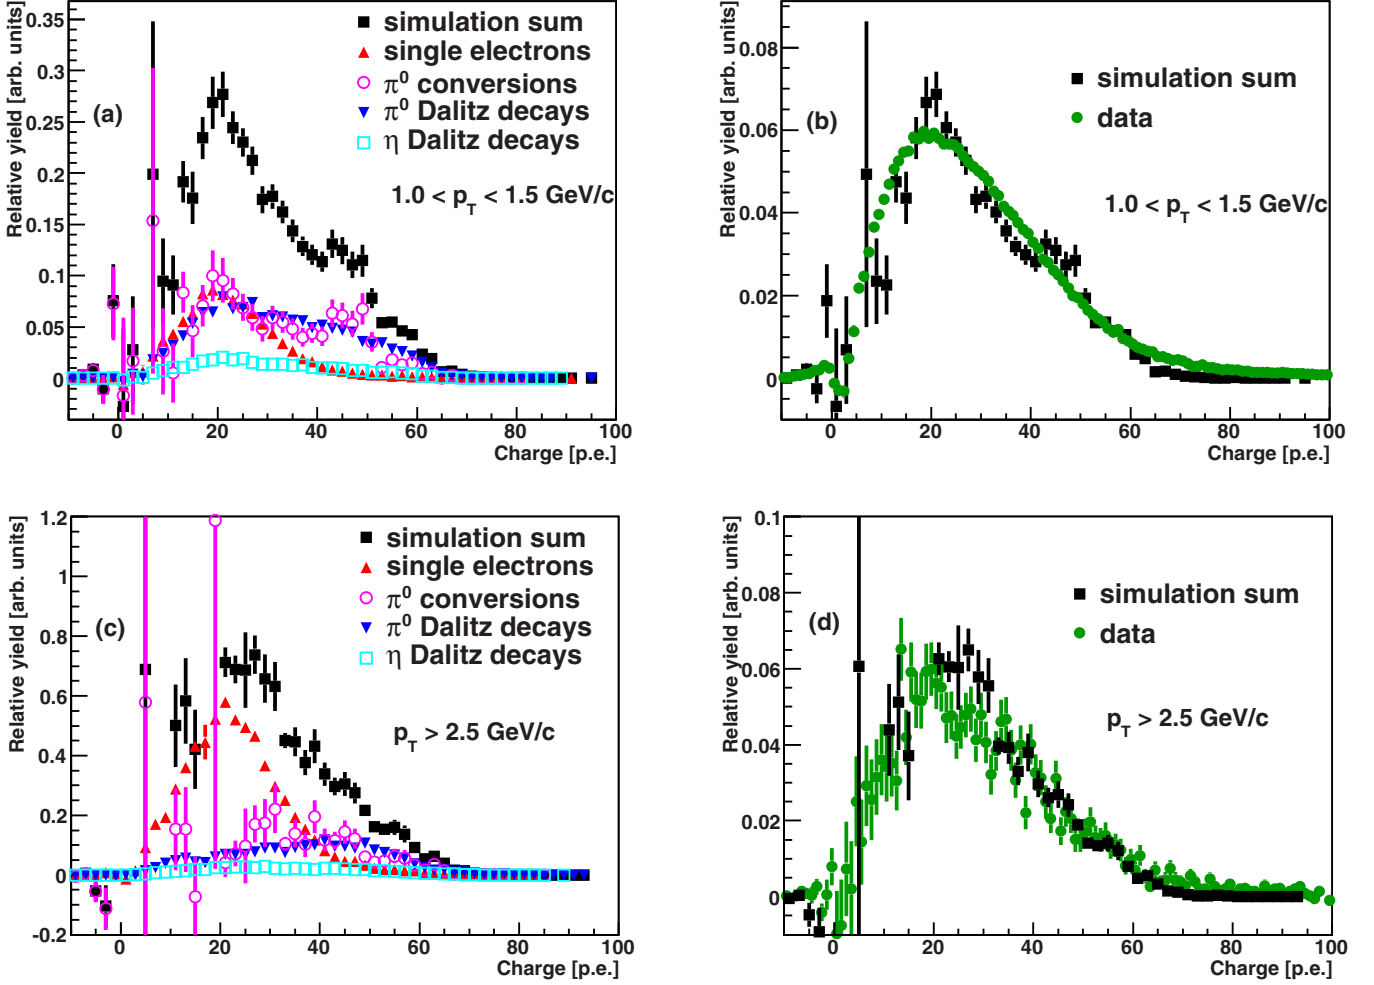 Relative yield [arb. units]
0.35
0.3
0.25
0.2
0.15
0.1
0.05
0
(a)
simulation sum
single electrons
π⁰ conversions
π⁰ Dalitz decays
η Dalitz decays
1.0 < p_T < 1.5 GeV/c
0 20 40 60 80 100
Charge [p.e.]
Relative yield [arb. units]
0.08
0.06
0.04
0.02
0
(b)
simulation sum
data
1.0 < p_T < 1.5 GeV/c
0 20 40 60 80 100
Charge [p.e.]
Relative yield [arb. units]
1.2
1
0.8
0.6
0.4
0.2
0
-0.2
(c)
simulation sum
single electrons
π⁰ conversions
π⁰ Dalitz decays
η Dalitz decays
p_T > 2.5 GeV/c
0 20 40 60 80 100
Charge [p.e.]
Relative yield [arb. units]
0.1
0.08
0.06
0.04
0.02
0
(d)
simulation sum
data
p_T > 2.5 GeV/c
0 20 40 60 80 100
Charge [p.e.]